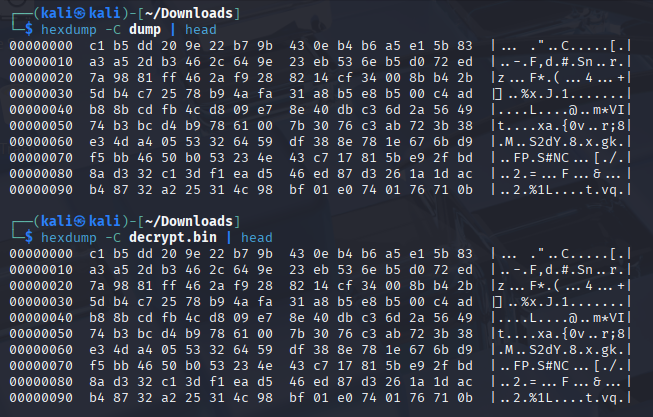 ┌──(kali㉿kali)-[~/Downloads]
└─$ hexdump -C dump | head
00000000  c1 b5 dd 20 9e 22 b7 9b  43 0e b4 b6 a5 e1 5b 83  |... ."..C.....[.|
00000010  a3 a5 2d b3 46 2c 64 9e  23 eb 53 6e b5 d0 72 ed  |..-.F,d.#.Sn..r.|
00000020  7a 98 81 ff 46 2a f9 28  82 14 cf 34 00 8b b4 2b  |z...F*.(...4...+|
00000030  5d b4 c7 25 78 b9 4a fa  31 a8 b5 e8 b5 00 c4 ad  |]..%x.J.1.......|
00000040  b8 8b cd fb 4c d8 09 e7  8e 40 db c3 6d 2a 56 49  |....L....@..m*VI|
00000050  74 b3 bc d4 b9 78 61 00  7b 30 76 c3 ab 72 3b 38  |t....xa.{0v..r;8|
00000060  e3 4d a4 05 53 32 64 59  df 38 8e 78 1e 67 6b d9  |.M..S2dY.8.x.gk.|
00000070  f5 bb 46 50 b0 53 23 4e  43 c7 17 81 5b e9 2f bd  |..FP.S#NC...[./.|
00000080  8a d3 32 c1 3d f1 ea d5  46 ed 87 d3 26 1a 1d ac  |..2.=...F...&...|
00000090  b4 87 32 a2 25 31 4c 98  bf 01 e0 74 01 76 71 0b  |..2.%1L....t.vq.|
┌──(kali㉿kali)-[~/Downloads]
└─$ hexdump -C decrypt.bin | head
00000000  c1 b5 dd 20 9e 22 b7 9b  43 0e b4 b6 a5 e1 5b 83  |... ."..C.....[.|
00000010  a3 a5 2d b3 46 2c 64 9e  23 eb 53 6e b5 d0 72 ed  |..-.F,d.#.Sn..r.|
00000020  7a 98 81 ff 46 2a f9 28  82 14 cf 34 00 8b b4 2b  |z...F*.(...4...+|
00000030  5d b4 c7 25 78 b9 4a fa  31 a8 b5 e8 b5 00 c4 ad  |]..%x.J.1.......|
00000040  b8 8b cd fb 4c d8 09 e7  8e 40 db c3 6d 2a 56 49  |....L....@..m*VI|
00000050  74 b3 bc d4 b9 78 61 00  7b 30 76 c3 ab 72 3b 38  |t....xa.{0v..r;8|
00000060  e3 4d a4 05 53 32 64 59  df 38 8e 78 1e 67 6b d9  |.M..S2dY.8.x.gk.|
00000070  f5 bb 46 50 b0 53 23 4e  43 c7 17 81 5b e9 2f bd  |..FP.S#NC...[./.|
00000080  8a d3 32 c1 3d f1 ea d5  46 ed 87 d3 26 1a 1d ac  |..2.=...F...&...|
00000090  b4 87 32 a2 25 31 4c 98  bf 01 e0 74 01 76 71 0b  |..2.%1L....t.vq.|